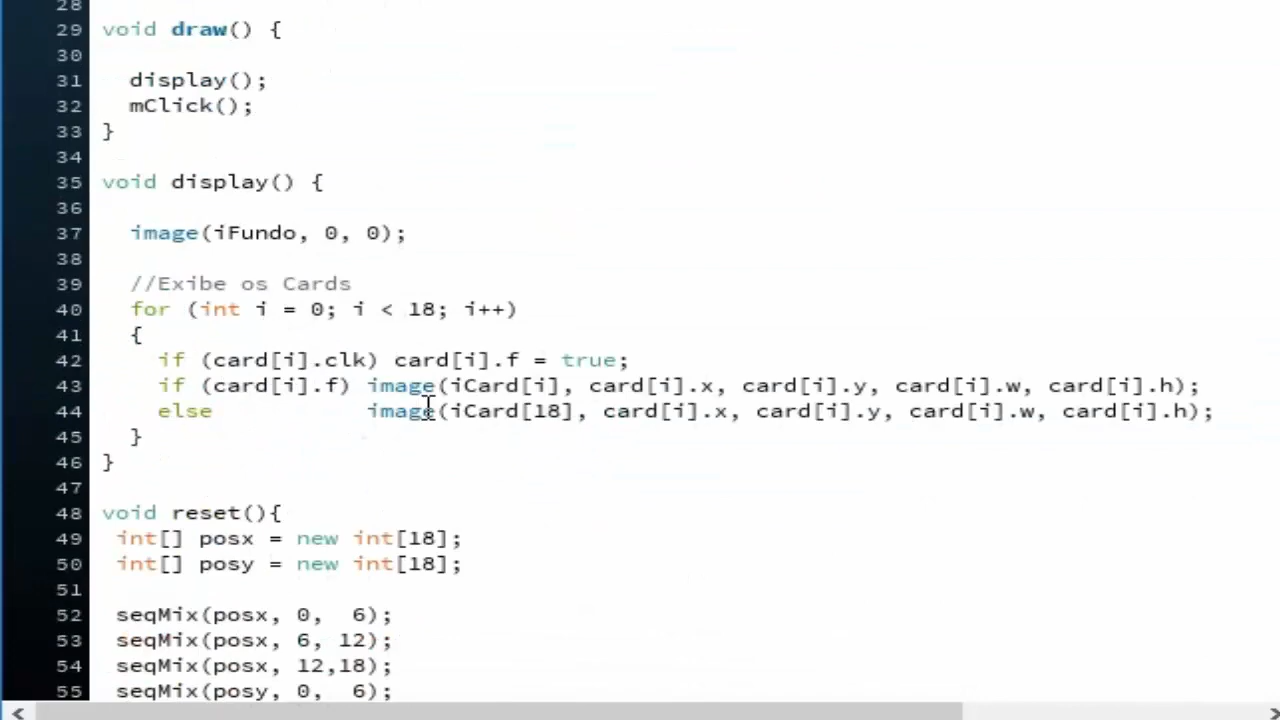 28
29 void draw() {
30
31   display();
32   mClick();
33 }
34
35 void display() {
36
37   image(iFundo, 0, 0);
38
39   //Exibe os Cards
40   for (int i = 0; i < 18; i++)
41   {
42     if (card[i].clk) card[i].f = true;
43     if (card[i].f) image(iCard[i], card[i].x, card[i].y, card[i].w, card[i].h);
44     else           image(iCard[18], card[i].x, card[i].y, card[i].w, card[i].h);
45   }
46 }
47
48 void reset(){
49  int[] posx = new int[18];
50  int[] posy = new int[18];
51
52  seqMix(posx, 0,  6);
53  seqMix(posx, 6, 12);
54  seqMix(posx, 12,18);
55  seqMix(posy, 0,  6);